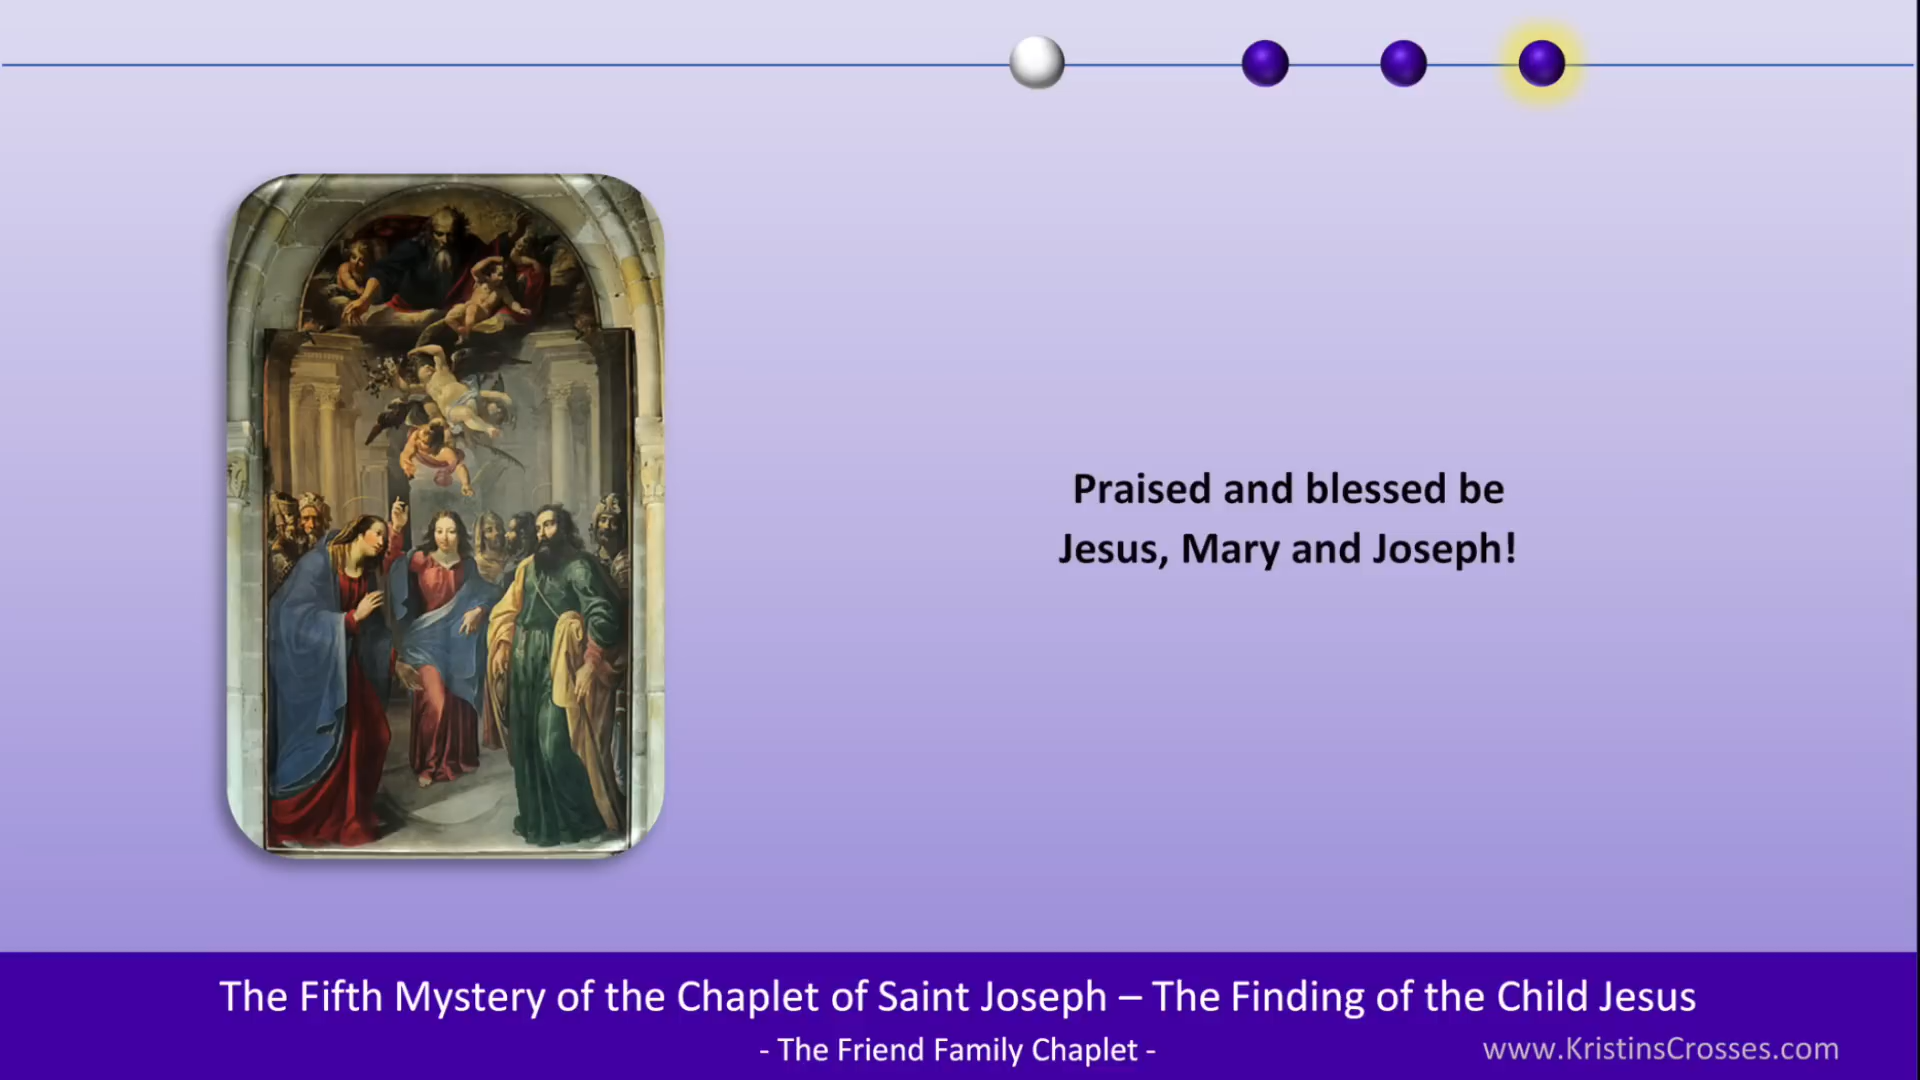 Praised and blessed be
Jesus, Mary and Joseph!
The Fifth Mystery of the Chaplet of Saint Joseph – The Finding of the Child Jesus
- The Friend Family Chaplet -
www.KristinsCrosses.com